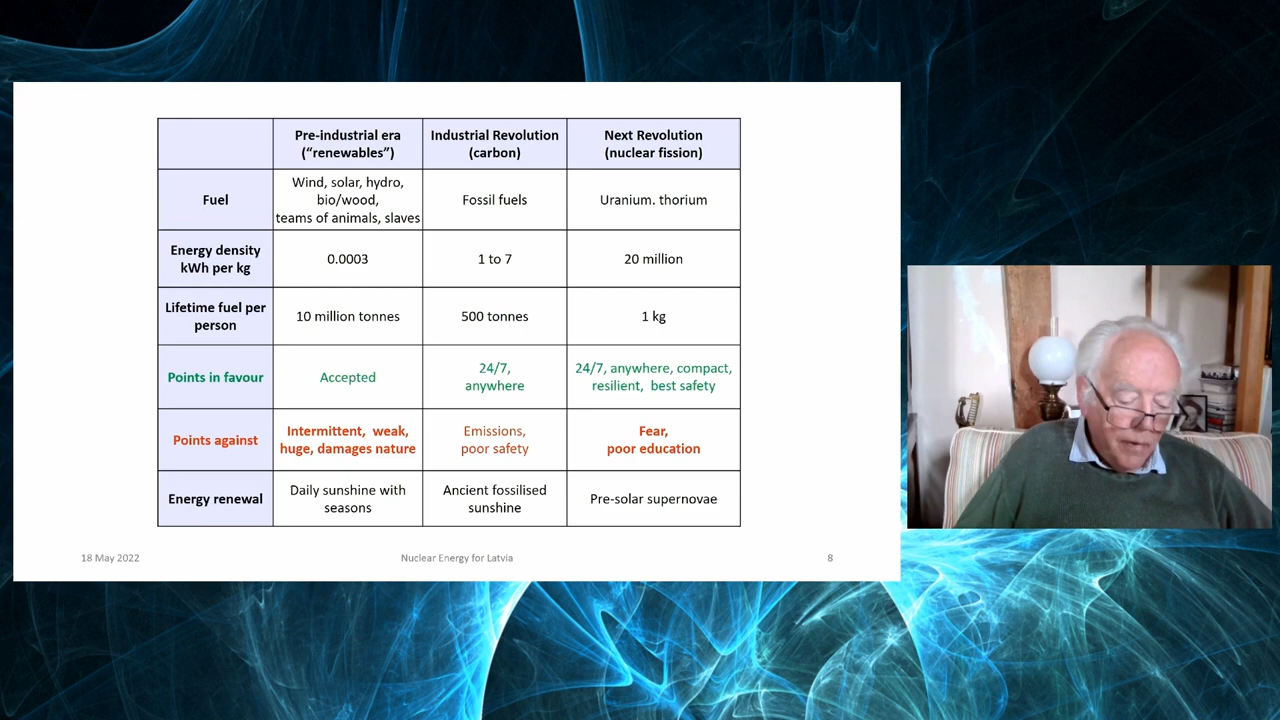 Pre-industrial era
("renewables")
Industrial Revolution
(carbon)
Next Revolution
(nuclear fission)
Fuel
Wind, solar, hydro,
bio/wood,
teams of animals, slaves
Fossil fuels
Uranium. thorium
Energy density
kWh per kg
0.0003
1 to 7
20 million
Lifetime fuel per
person
10 million tonnes
500 tonnes
1 kg
Points in favour
Accepted
24/7,
anywhere
24/7, anywhere, compact,
resilient, best safety
Points against
Intermittent, weak,
huge, damages nature
Emissions,
poor safety
Fear,
poor education
Energy renewal
Daily sunshine with
seasons
Ancient fossilised
sunshine
Pre-solar supernovae
18 May 2022
Nuclear Energy for Latvia
8